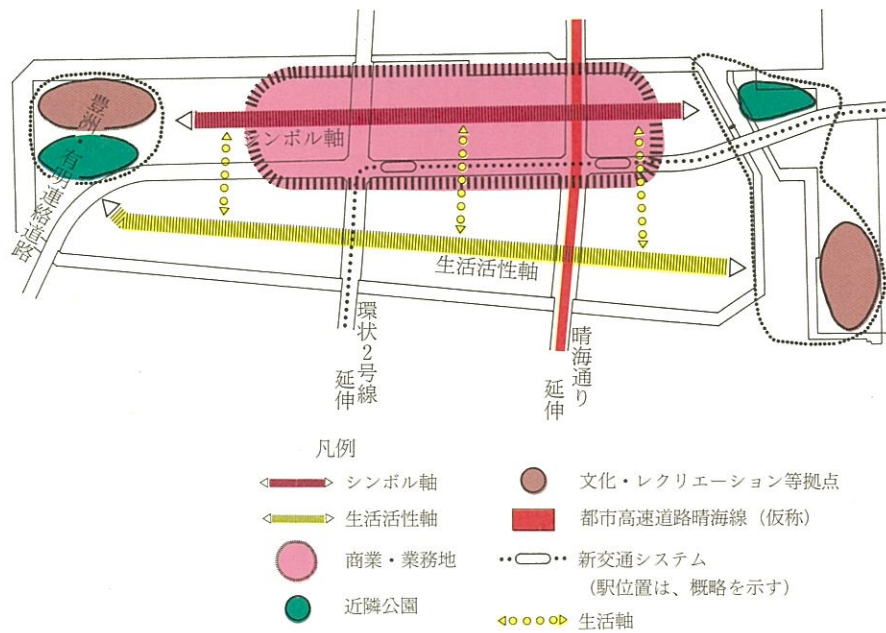 シンボル軸
豊洲・有明連絡道路
生活活性軸
環状2号線
延伸
晴海通り
延伸
凡例
シンボル軸
生活活性軸
商業・業務地
近隣公園
文化・レクリエーション等拠点
都市高速道路晴海線（仮称）
新交通システム
（駅位置は、概略を示す）
生活軸